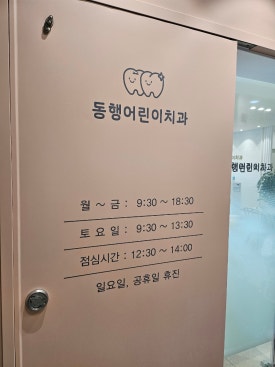 동행어린이치과
월 ~ 금 : 9:30 ~ 18:30
토 요 일 : 9:30 ~ 13:30
점심시간 : 12:30 ~ 14:00
일요일, 공휴일 휴진
행어린이치과